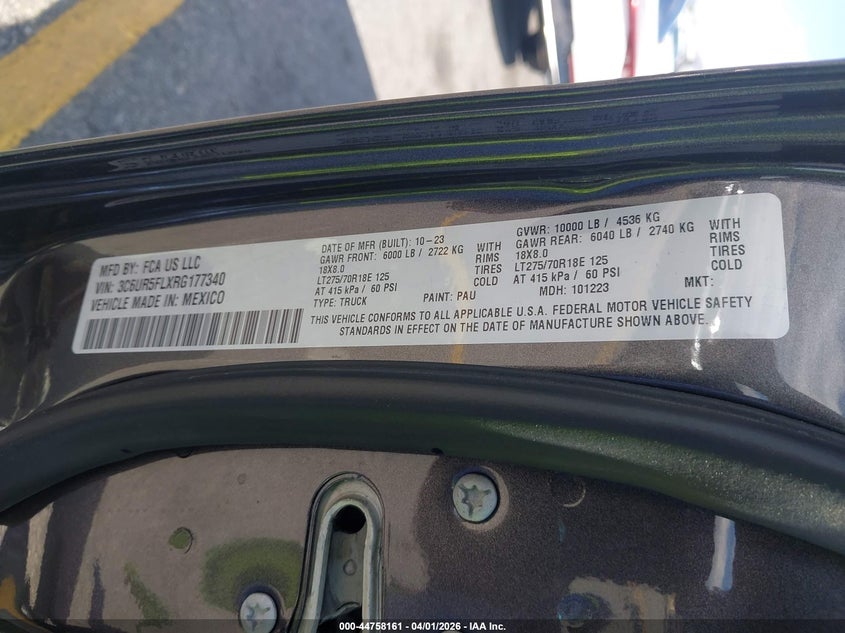 MFD BY: FCA US LLC
VIN: 3C6UR5FLXRG177340
VEHICLE MADE IN: MEXICO
DATE OF MFR (BUILT): 10-23
GAWR FRONT: 6000 LB / 2722 KG WITH
18X8.0 RIMS
LT275/70R18E 125 TIRES
AT 415 kPa / 60 PSI COLD
TYPE: TRUCK PAINT: PAU
GVWR: 10000 LB / 4536 KG
GAWR REAR: 6040 LB / 2740 KG WITH
18X8.0 RIMS
LT275/70R18E 125 TIRES
AT 415 kPa / 60 PSI COLD
MDH: 101223 MKT:
THIS VEHICLE CONFORMS TO ALL APPLICABLE U.S.A. FEDERAL MOTOR VEHICLE SAFETY
STANDARDS IN EFFECT ON THE DATE OF MANUFACTURE SHOWN ABOVE.
000-44758161 - 04/01/2026 - IAA Inc.